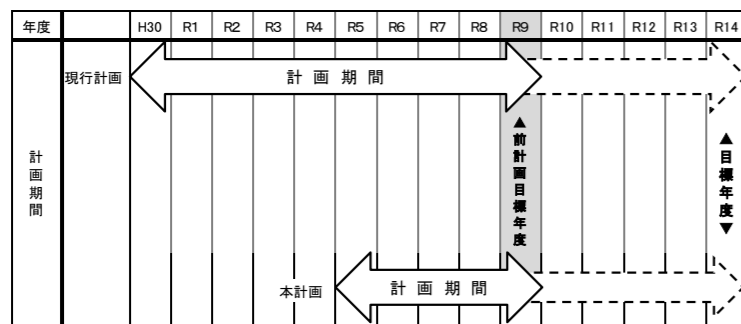 年度 H30 R1 R2 R3 R4 R5 R6 R7 R8 R9 R10 R11 R12 R13 R14
現行計画 計画期間
計画期間
▲前計画目標年度
▲目標年度▼
本計画 計画期間